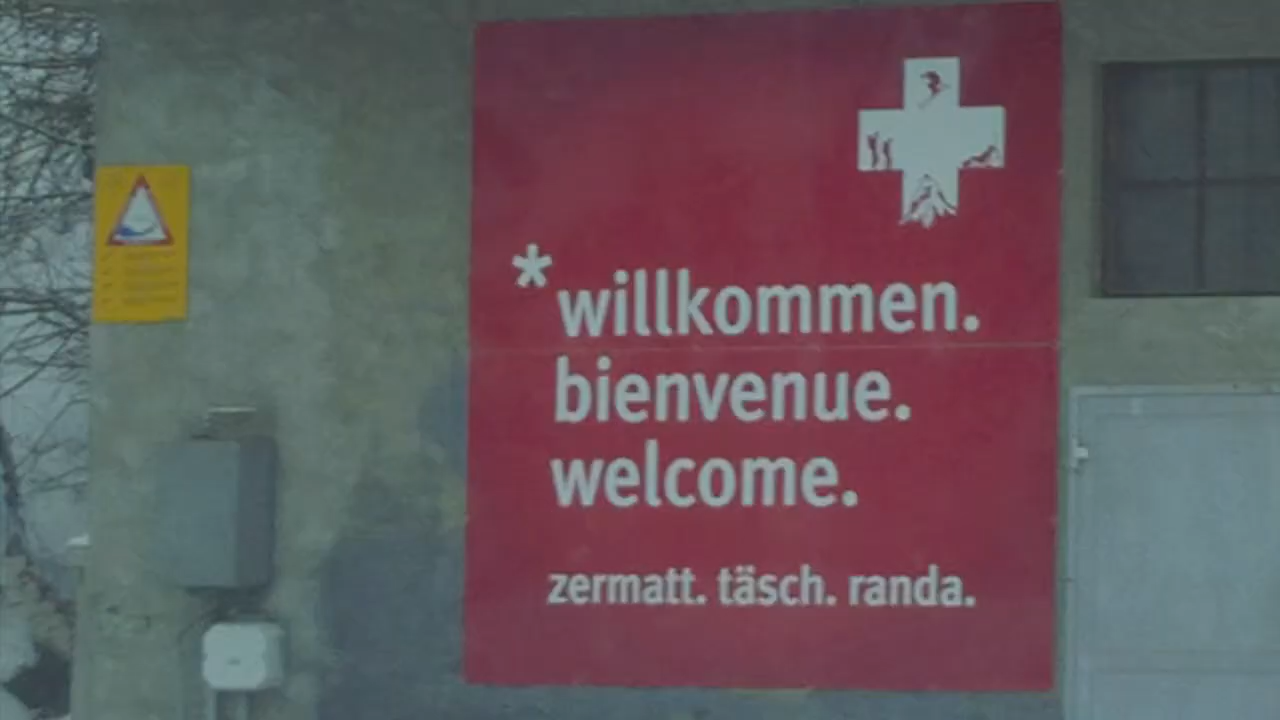 *willkommen.
bienvenue.
welcome.
zermatt. täsch. randa.